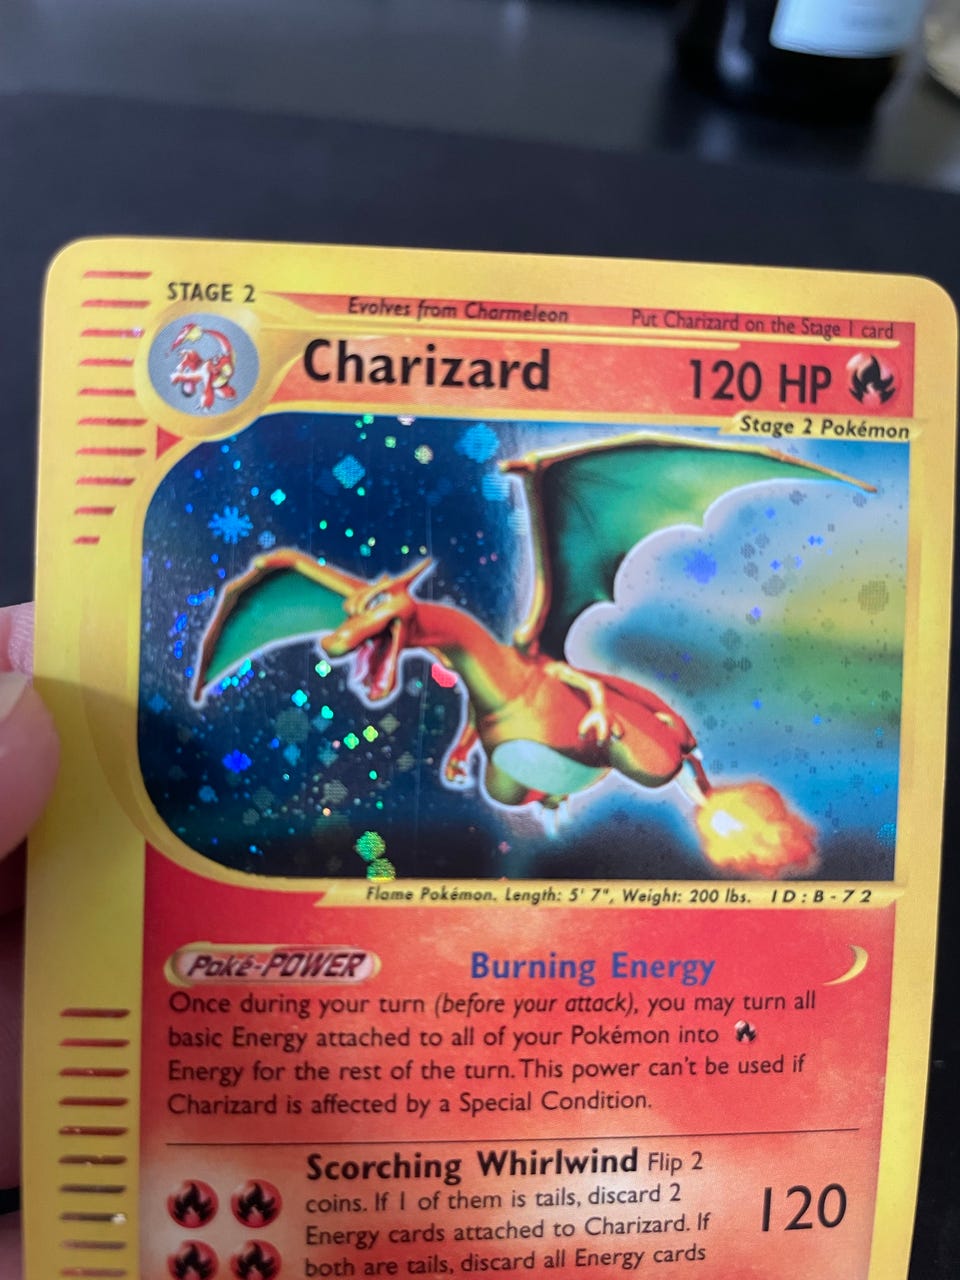 STAGE 2
Evolves from Charmeleon
Put Charizard on the Stage 1 card
Charizard
120 HP
Stage 2 Pokémon
Flame Pokémon. Length: 5' 7", Weight: 200 lbs. ID:B-72
Poké-POWER Burning Energy
Once during your turn (before your attack), you may turn all
basic Energy attached to all of your Pokémon into
Energy for the rest of the turn. This power can't be used if
Charizard is affected by a Special Condition.
Scorching Whirlwind Flip 2
coins. If 1 of them is tails, discard 2
Energy cards attached to Charizard. If
both are tails, discard all Energy cards
120